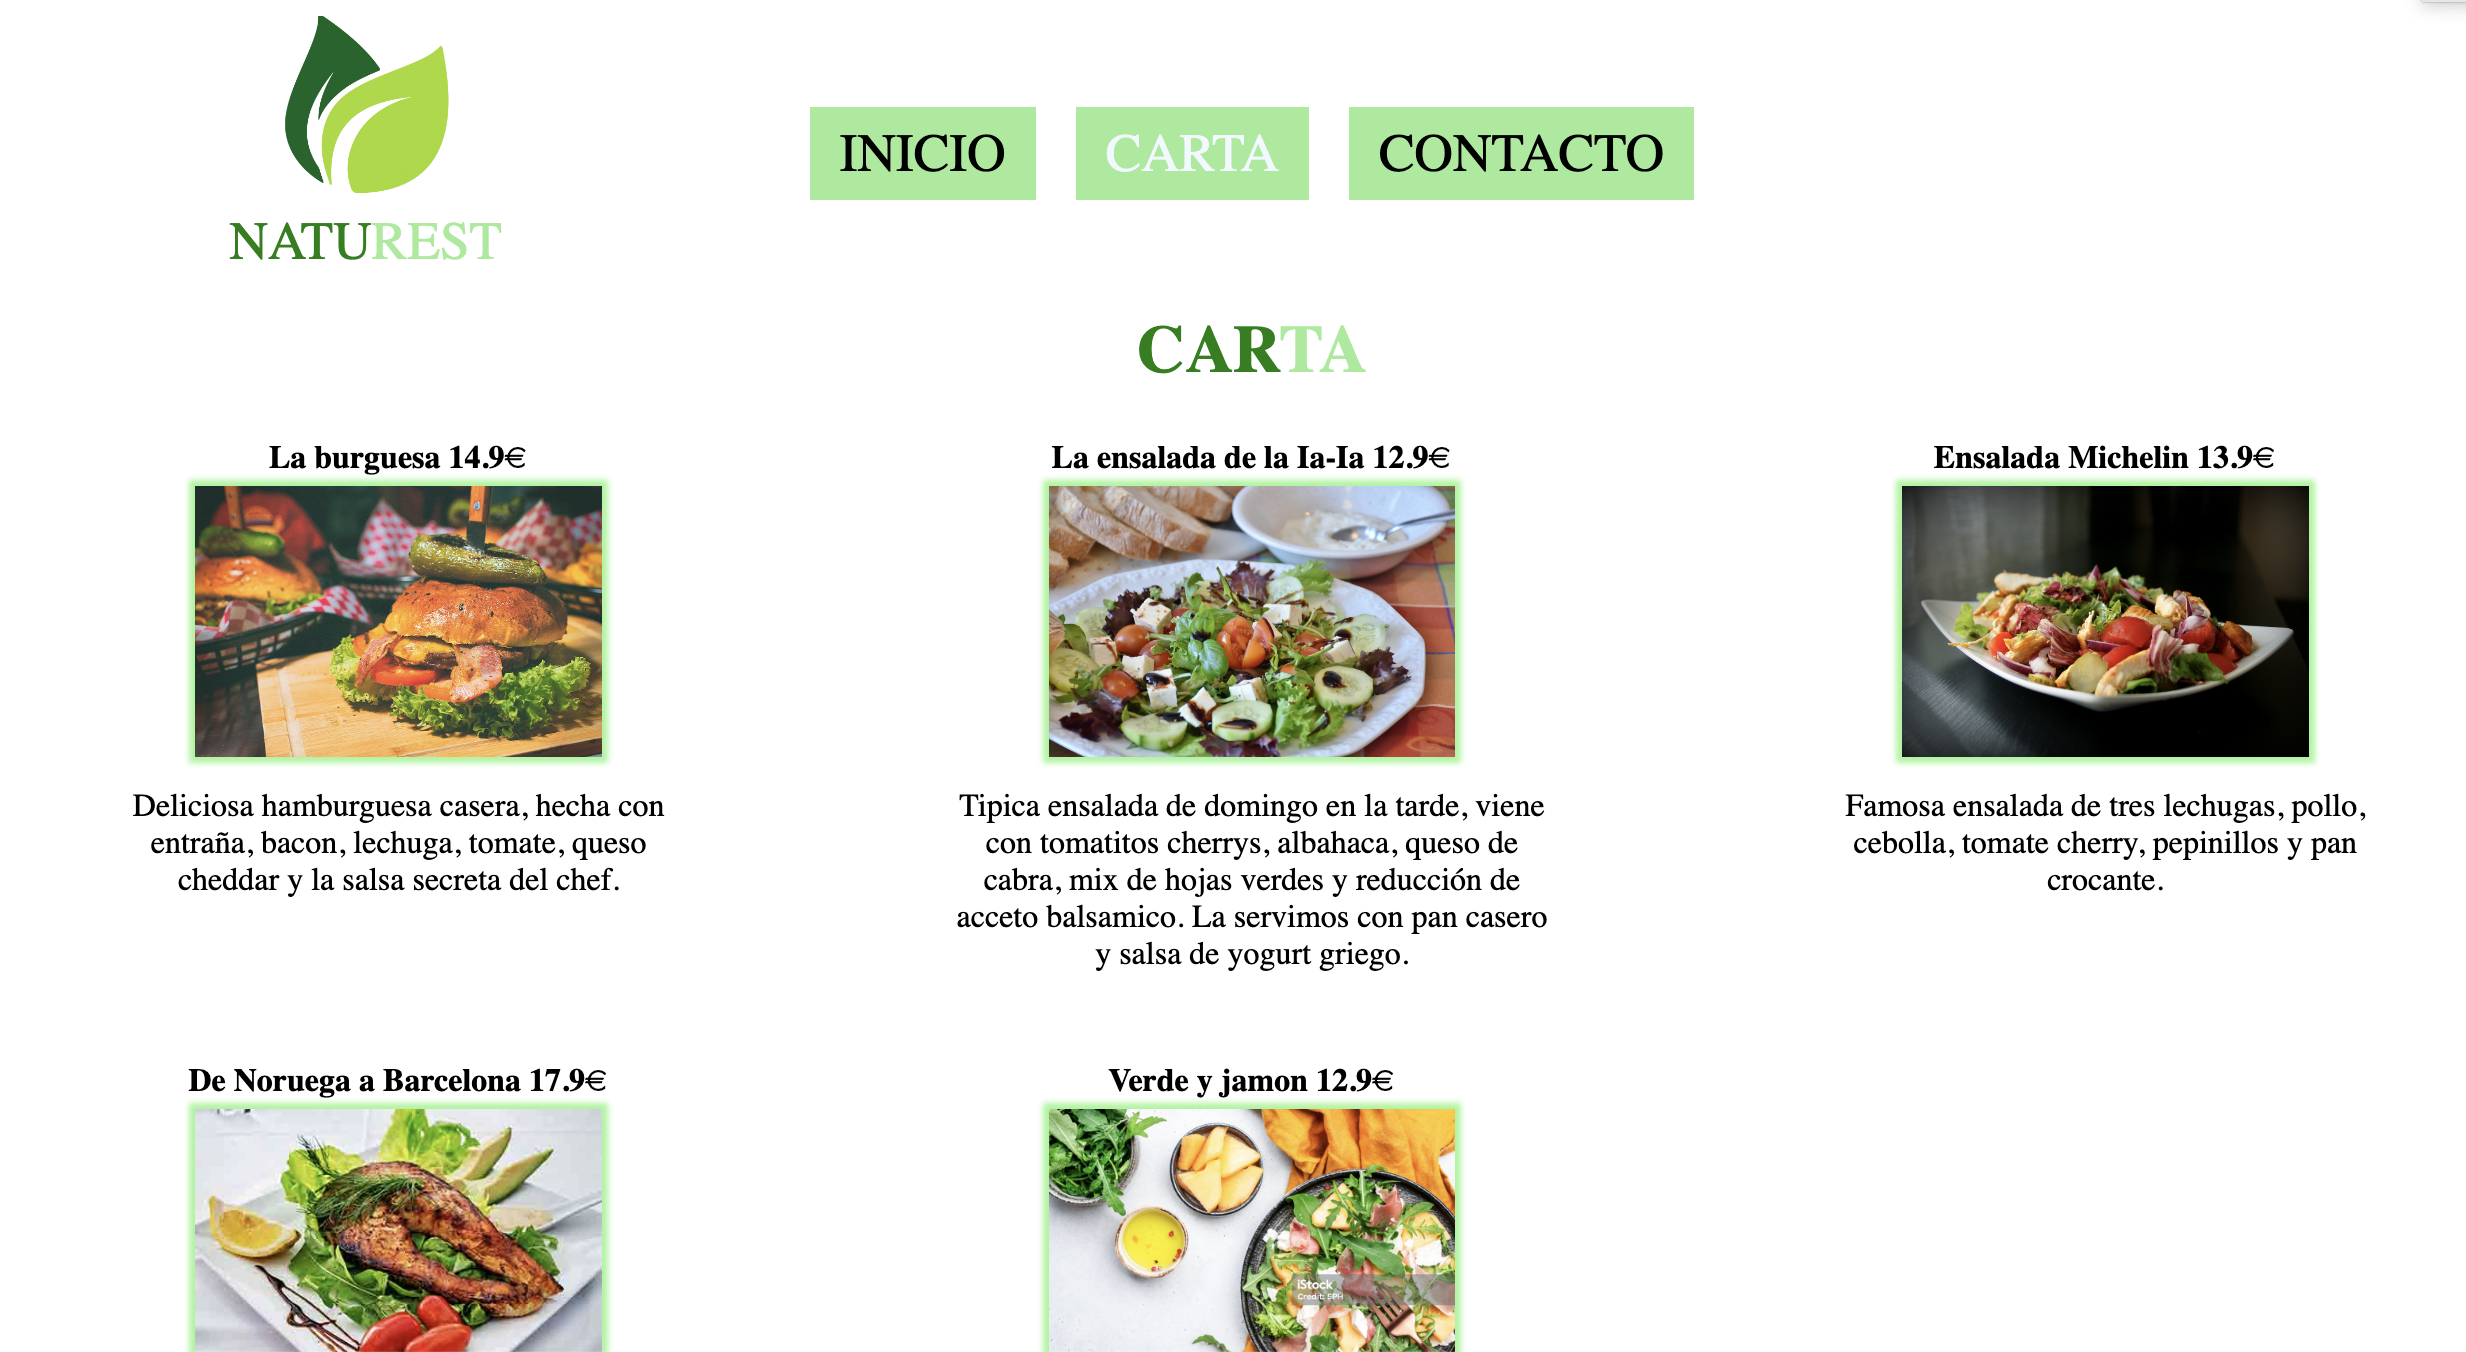 NATUREST
INICIO
CARTA
CONTACTO
CARTA
La burguesa 14.9€
Deliciosa hamburguesa casera, hecha con
entraña, bacon, lechuga, tomate, queso
cheddar y la salsa secreta del chef.
La ensalada de la Ia-Ia 12.9€
Tipica ensalada de domingo en la tarde, viene
con tomatitos cherrys, albahaca, queso de
cabra, mix de hojas verdes y reducción de
acceto balsamico. La servimos con pan casero
y salsa de yogurt griego.
Ensalada Michelin 13.9€
Famosa ensalada de tres lechugas, pollo,
cebolla, tomate cherry, pepinillos y pan
crocante.
De Noruega a Barcelona 17.9€
Verde y jamon 12.9€
iStock
Credit: 5PH